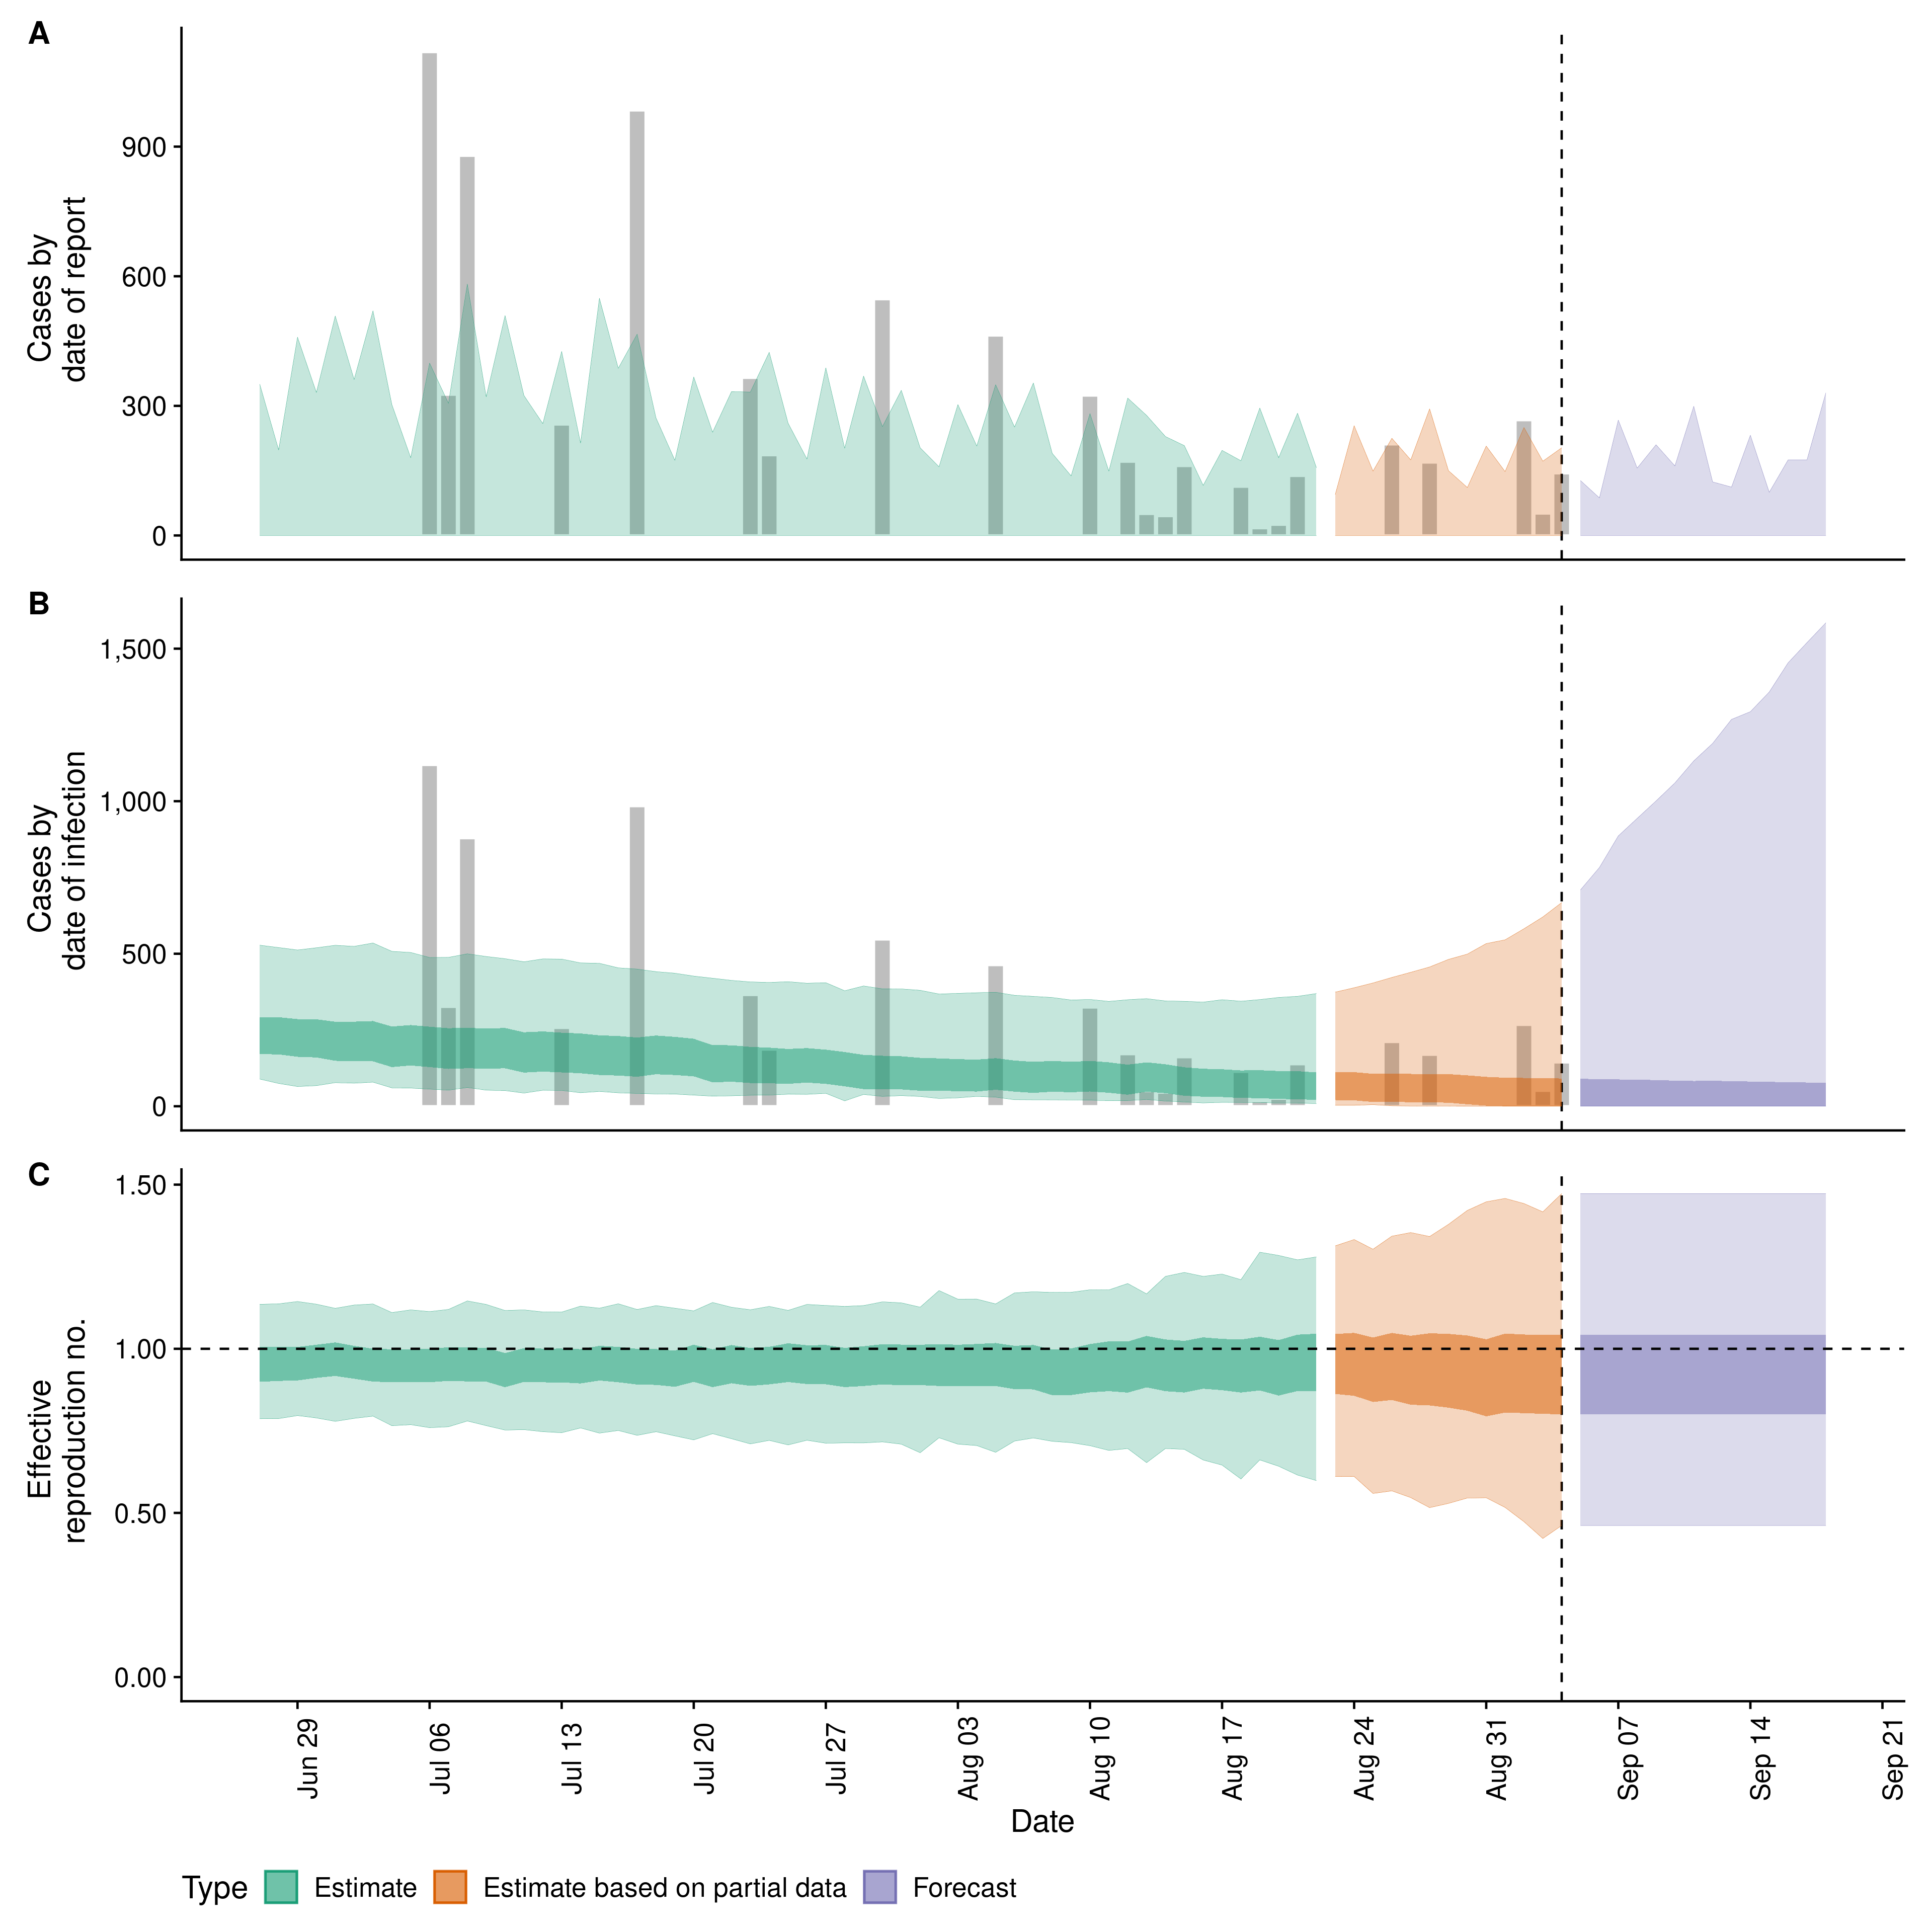 A
Cases by
date of report
900
600
300
0
B
Cases by
date of infection
1,500
1,000
500
0
C
Effective
reproduction no.
1.50
1.00
0.50
0.00
Jun 29
Jul 06
Jul 13
Jul 20
Jul 27
Aug 03
Aug 10
Aug 17
Aug 24
Aug 31
Sep 07
Sep 14
Sep 21
Date
Type Estimate Estimate based on partial data Forecast